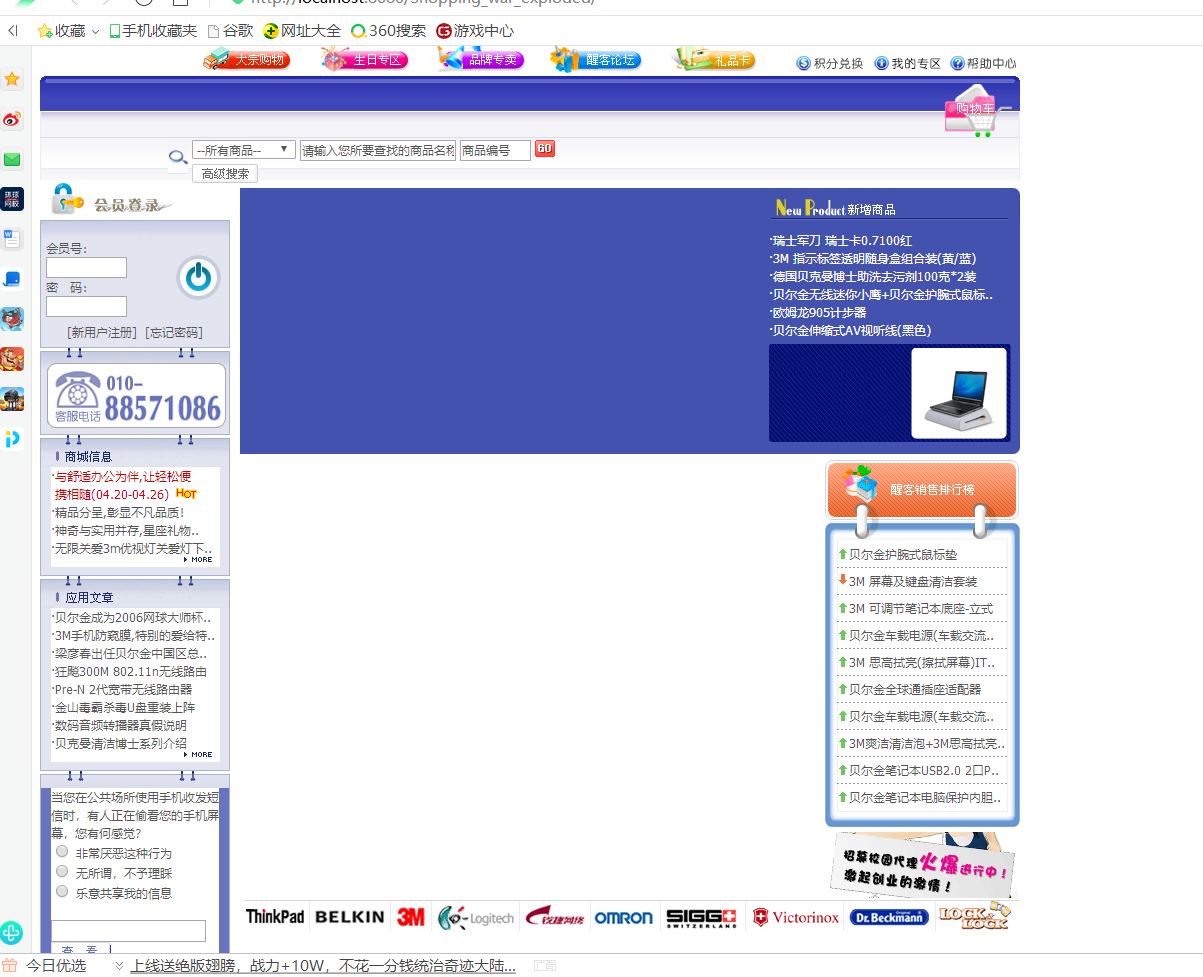 收藏 手机收藏夹 谷歌 网址大全 360搜索 游戏中心
大宗购物 生日专区 品牌专卖 醒客论坛 礼品卡 积分兑换 我的专区 帮助中心
购物车
--所有商品-- 请输入您所要查找的商品名称 商品编号 GO
高级搜索
会员登录
会员号:
密 码:
[新用户注册] [忘记密码]
010-
客服电话 88571086
商城信息
·与舒适办公为伴,让轻松便
携相随(04.20-04.26) HOT
·精品分呈,彰显不凡品质!
·神奇与实用并存,星座礼物..
·无限关爱3m优视灯关爱灯下..
MORE
应用文章
·贝尔金成为2006网球大师杯..
·3M手机防窥膜,特别的爱给特..
·梁彦春出任贝尔金中国区总..
·狂飚300M 802.11n无线路由
·Pre-N 2代宽带无线路由器
·金山毒霸杀毒U盘重装上阵
·数码音频转播器真假说明
·贝克曼清洁博士系列介绍
MORE
当您在公共场所使用手机收发短
信时，有人正在偷看您的手机屏
幕，您有何感觉?
非常厌恶这种行为
无所谓，不予理睬
乐意共享我的信息
查 看
New Product 新增商品
·瑞士军刀 瑞士卡0.7100红
·3M 指示标签透明随身盒组合装(黄/蓝)
·德国贝克曼博士助洗去污剂100克*2装
·贝尔金无线迷你小鹰+贝尔金护腕式鼠标..
·欧姆龙905计步器
·贝尔金伸缩式AV视听线(黑色)
醒客销售排行榜
贝尔金护腕式鼠标垫
3M 屏幕及键盘清洁套装
3M 可调节笔记本底座-立式
贝尔金车载电源(车载交流..
3M 思高拭亮(擦拭屏幕)IT..
贝尔金全球通插座适配器
贝尔金车载电源(车载交流..
3M爽洁清洁泡+3M思高拭亮..
贝尔金笔记本USB2.0 2口P..
贝尔金笔记本电脑保护内胆..
招募校园代理火爆进行中!
激起创业的激情!
ThinkPad BELKIN 3M Logitech 锐捷网络 OMRON SIGG SWITZERLAND Victorinox Dr.Beckmann LOCK&LOCK
今日优选 上线送绝版翅膀，战力+10W，不花一分钱统治奇迹大陆...